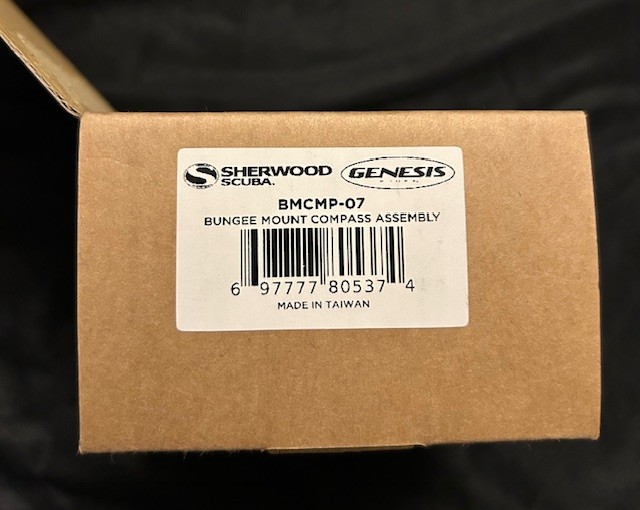 SHERWOOD SCUBA. GENESIS
BMCMP-07
BUNGEE MOUNT COMPASS ASSEMBLY
6 97777 80537 4
MADE IN TAIWAN